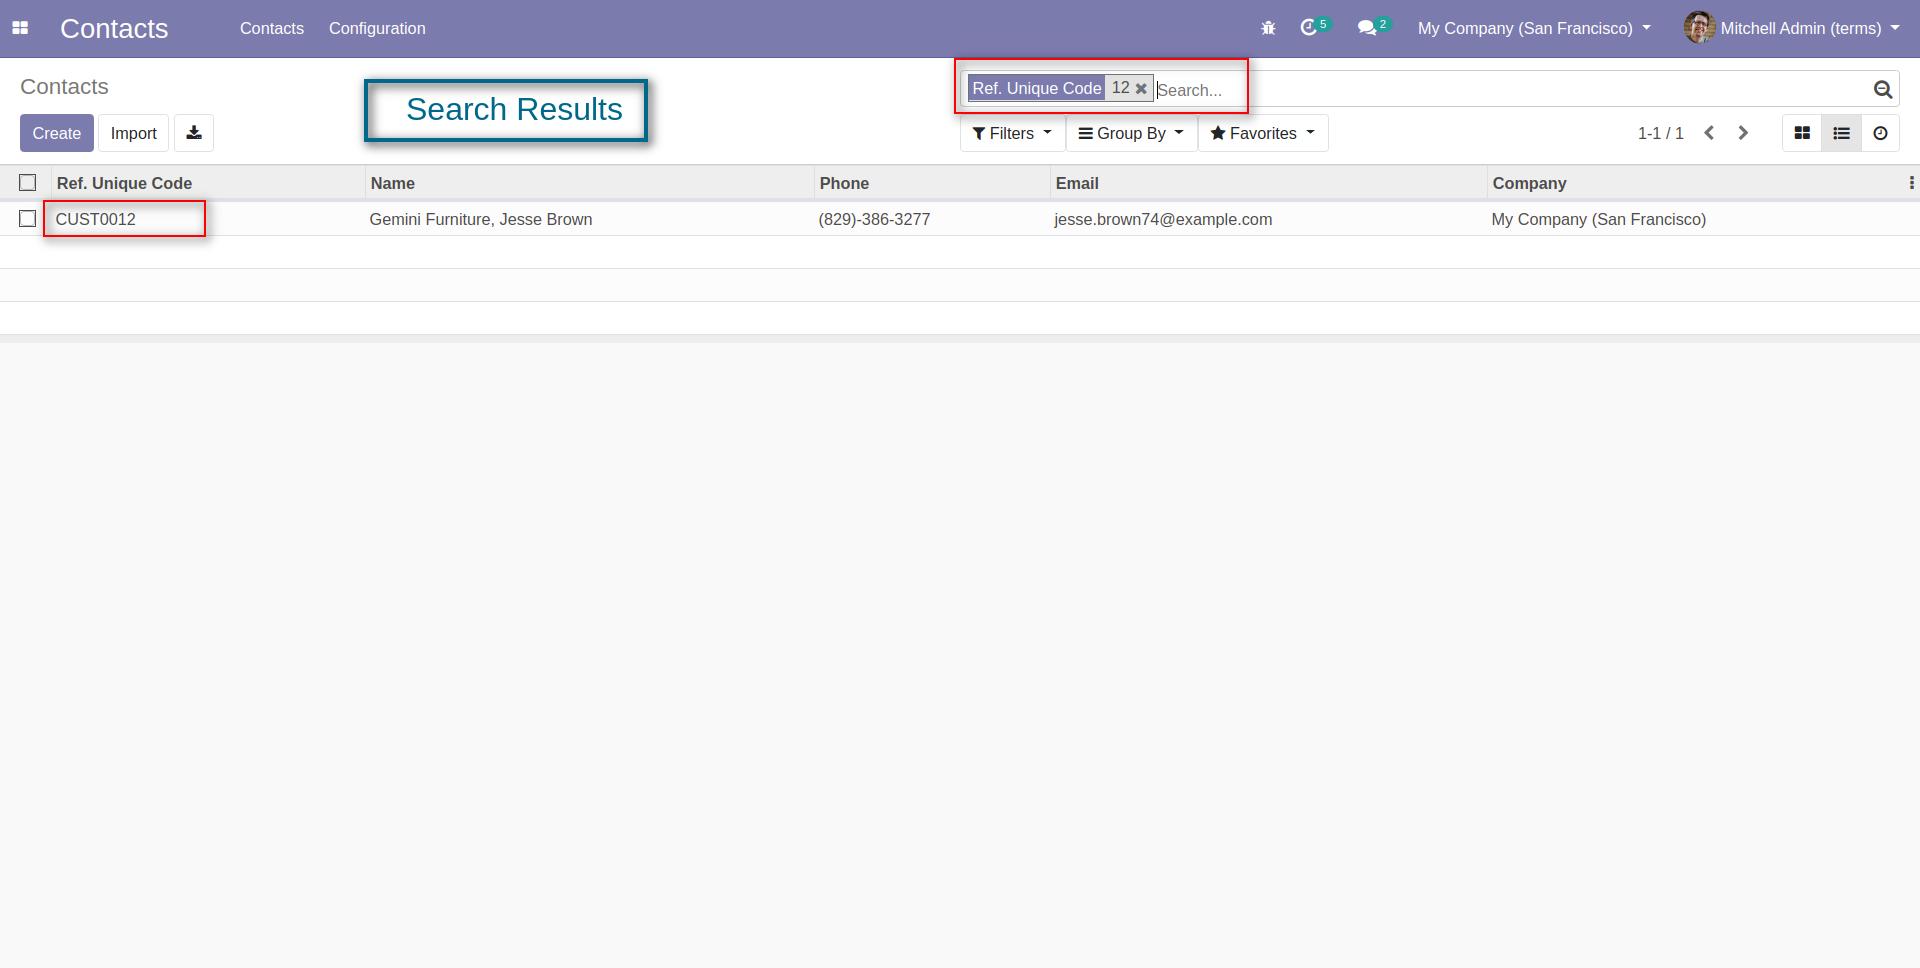 Contacts Contacts Configuration 5 2 My Company (San Francisco) Mitchell Admin (terms)
Contacts
Search Results
Ref. Unique Code 12 Search...
Create Import Filters Group By Favorites 1-1 / 1
Ref. Unique Code Name Phone Email Company
CUST0012 Gemini Furniture, Jesse Brown (829)-386-3277 jesse.brown74@example.com My Company (San Francisco)